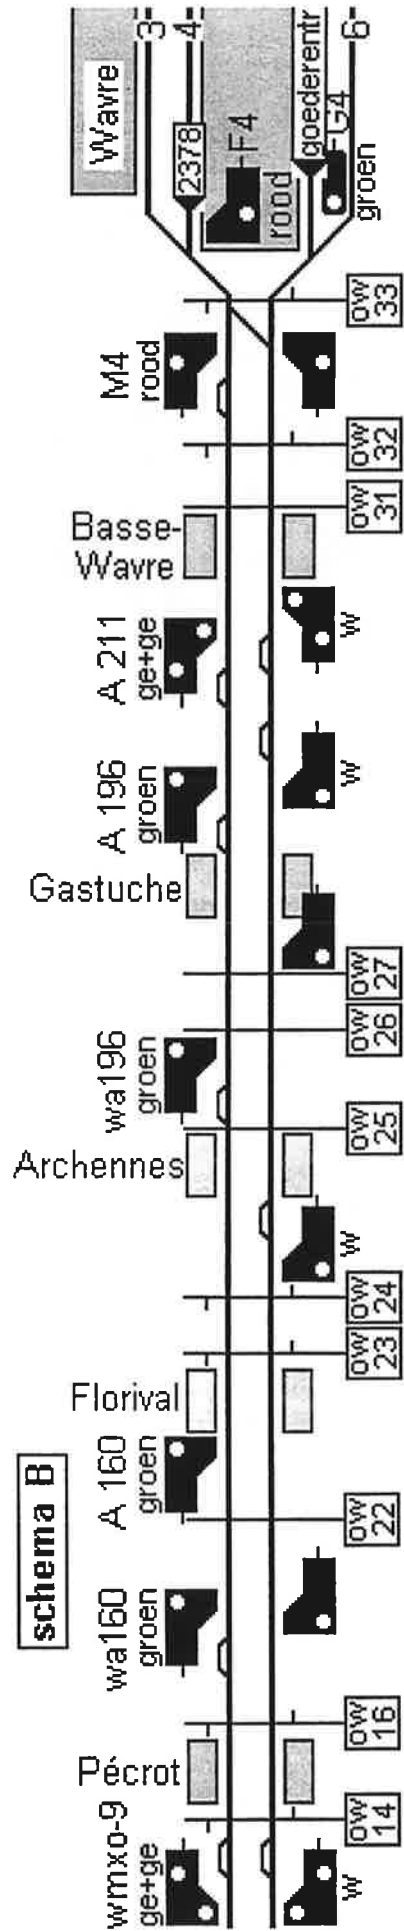 schema B
Wavre
3
4
2378
F4
rood
goederentr
G4
groen
6
ow
33
M4
rood
ow
32
ow
31
Basse-
Wavre
A 211
ge+ge
w
A 196
groen
w
Gastuche
ow
27
ow
26
wa196
groen
ow
25
Archennes
w
ow
24
ow
23
Florival
A 160
groen
ow
22
wa160
groen
ow
16
Pécrot
ow
14
wmxo-9
ge+ge
w